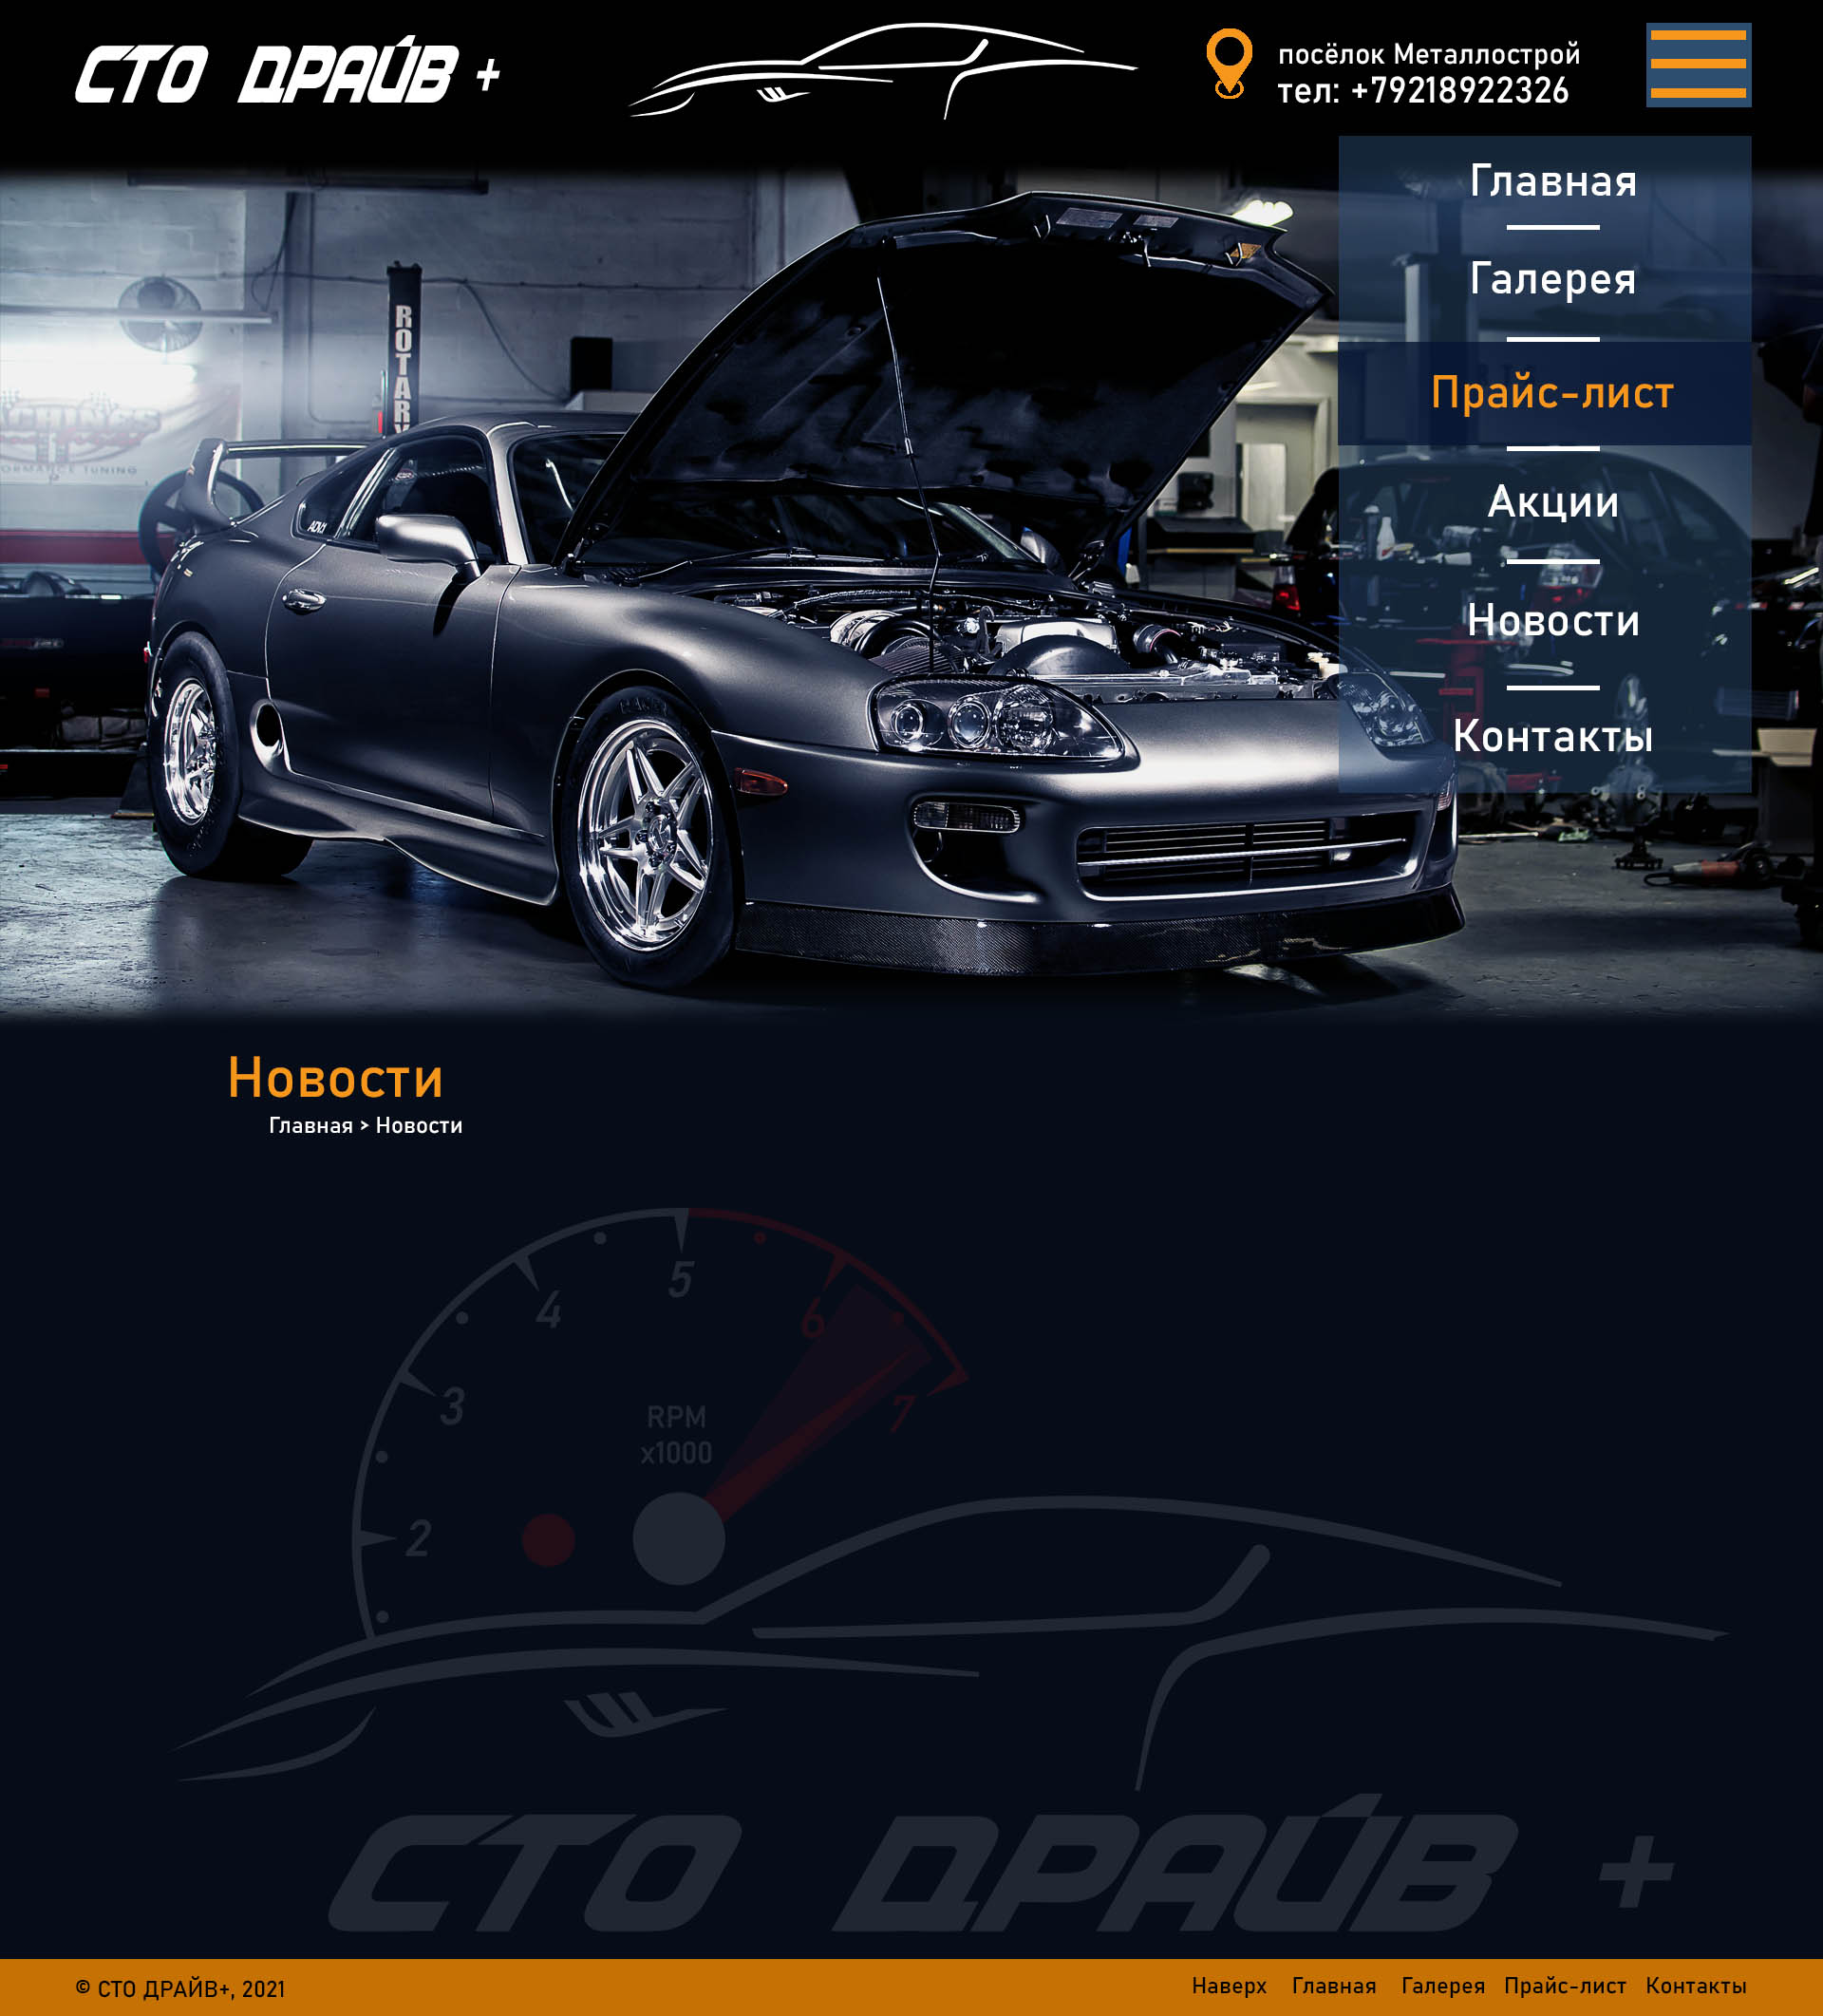 СТО ДРАЙВ +
посёлок Металлострой
тел: +79218922326
Главная
Галерея
Прайс-лист
Акции
Новости
Контакты
ROTARY
Новости
Главная > Новости
5
4
6
3
7
RPM
x1000
2
СТО ДРАЙВ +
© СТО ДРАЙВ+, 2021
Наверх Главная Галерея Прайс-лист Контакты